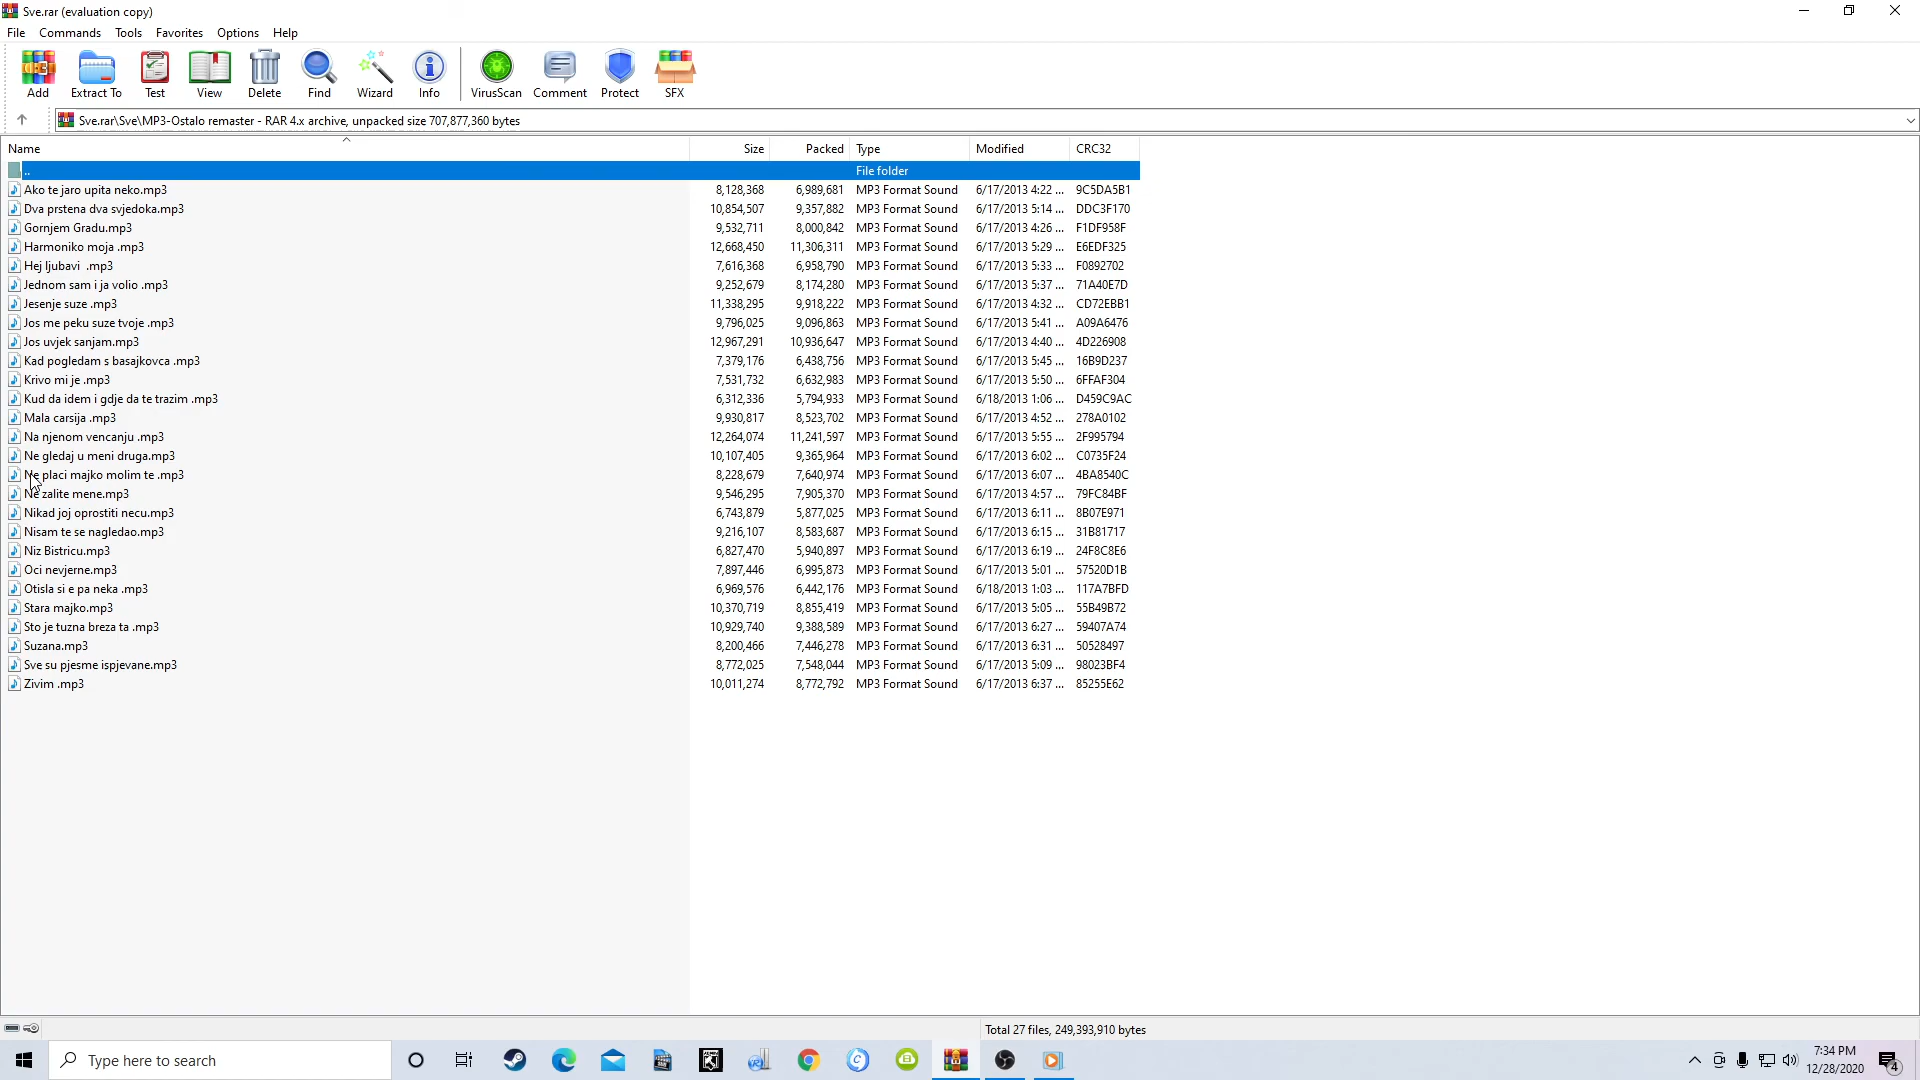 Sve.rar (evaluation copy)
File Commands Tools Favorites Options Help
Add Extract To Test View Delete Find Wizard Info VirusScan Comment Protect SFX
Sve.rar\Sve\MP3-Ostalo remaster - RAR 4.x archive, unpacked size 707,877,360 bytes
Name Size Packed Type Modified CRC32
.. File folder
Ako te jaro upita neko.mp3 8,128,368 6,989,681 MP3 Format Sound 6/17/2013 4:22 ... 9C5DA5B1
Dva prstena dva svjedoka.mp3 10,854,507 9,357,882 MP3 Format Sound 6/17/2013 5:14 ... DDC3F170
Gornjem Gradu.mp3 9,532,711 8,000,842 MP3 Format Sound 6/17/2013 4:26 ... F1DF958F
Harmoniko moja .mp3 12,668,450 11,306,311 MP3 Format Sound 6/17/2013 5:29 ... E6EDF325
Hej ljubavi  .mp3 7,616,368 6,958,790 MP3 Format Sound 6/17/2013 5:33 ... F0892702
Jednom sam i ja volio .mp3 9,252,679 8,174,280 MP3 Format Sound 6/17/2013 5:37 ... 71A40E7D
Jesenje suze .mp3 11,338,295 9,918,222 MP3 Format Sound 6/17/2013 4:32 ... CD72EBB1
Jos me peku suze tvoje .mp3 9,796,025 9,096,863 MP3 Format Sound 6/17/2013 5:41 ... A09A6476
Jos uvjek sanjam.mp3 12,967,291 10,936,647 MP3 Format Sound 6/17/2013 4:40 ... 4D226908
Kad pogledam s basajkovca .mp3 7,379,176 6,438,756 MP3 Format Sound 6/17/2013 5:45 ... 16B9D237
Krivo mi je .mp3 7,531,732 6,632,983 MP3 Format Sound 6/17/2013 5:50 ... 6FFAF304
Kud da idem i gdje da te trazim .mp3 6,312,336 5,794,933 MP3 Format Sound 6/18/2013 1:06 ... D459C9AC
Mala carsija .mp3 9,930,817 8,523,702 MP3 Format Sound 6/17/2013 4:52 ... 278A0102
Na njenom vencanju .mp3 12,264,074 11,241,597 MP3 Format Sound 6/17/2013 5:55 ... 2F995794
Ne gledaj u meni druga.mp3 10,107,405 9,365,964 MP3 Format Sound 6/17/2013 6:02 ... C0735F24
Ne placi majko molim te .mp3 8,228,679 7,640,974 MP3 Format Sound 6/17/2013 6:07 ... 4BA8540C
Ne zalite mene.mp3 9,546,295 7,905,370 MP3 Format Sound 6/17/2013 4:57 ... 79FC84BF
Nikad joj oprostiti necu.mp3 6,743,879 5,877,025 MP3 Format Sound 6/17/2013 6:11 ... 8B07E971
Nisam te se nagledao.mp3 9,216,107 8,583,687 MP3 Format Sound 6/17/2013 6:15 ... 31B81717
Niz Bistricu.mp3 6,827,470 5,940,897 MP3 Format Sound 6/17/2013 6:19 ... 24F8C8E6
Oci nevjerne.mp3 7,897,446 6,995,873 MP3 Format Sound 6/17/2013 5:01 ... 57520D1B
Otisla si e pa neka .mp3 6,969,576 6,442,176 MP3 Format Sound 6/18/2013 1:03 ... 117A7BFD
Stara majko.mp3 10,370,719 8,855,419 MP3 Format Sound 6/17/2013 5:05 ... 55B49B72
Sto je tuzna breza ta .mp3 10,929,740 9,388,589 MP3 Format Sound 6/17/2013 6:27 ... 59407A74
Suzana.mp3 8,200,466 7,446,278 MP3 Format Sound 6/17/2013 6:31 ... 50528497
Sve su pjesme ispjevane.mp3 8,772,025 7,548,044 MP3 Format Sound 6/17/2013 5:09 ... 98023BF4
Zivim .mp3 10,011,274 8,772,792 MP3 Format Sound 6/17/2013 6:37 ... 85255E62
Total 27 files, 249,393,910 bytes
Type here to search
7:34 PM
12/28/2020
4